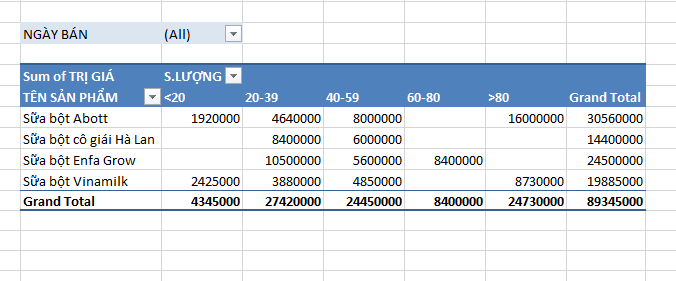 NGÀY BÁN (All)
Sum of TRỊ GIÁ S.LƯỢNG
TÊN SẢN PHẨM <20 20-39 40-59 60-80 >80 Grand Total
Sữa bột Abott 1920000 4640000 8000000 16000000 30560000
Sữa bột cô giái Hà Lan 8400000 6000000 14400000
Sữa bột Enfa Grow 10500000 5600000 8400000 24500000
Sữa bột Vinamilk 2425000 3880000 4850000 8730000 19885000
Grand Total 4345000 27420000 24450000 8400000 24730000 89345000